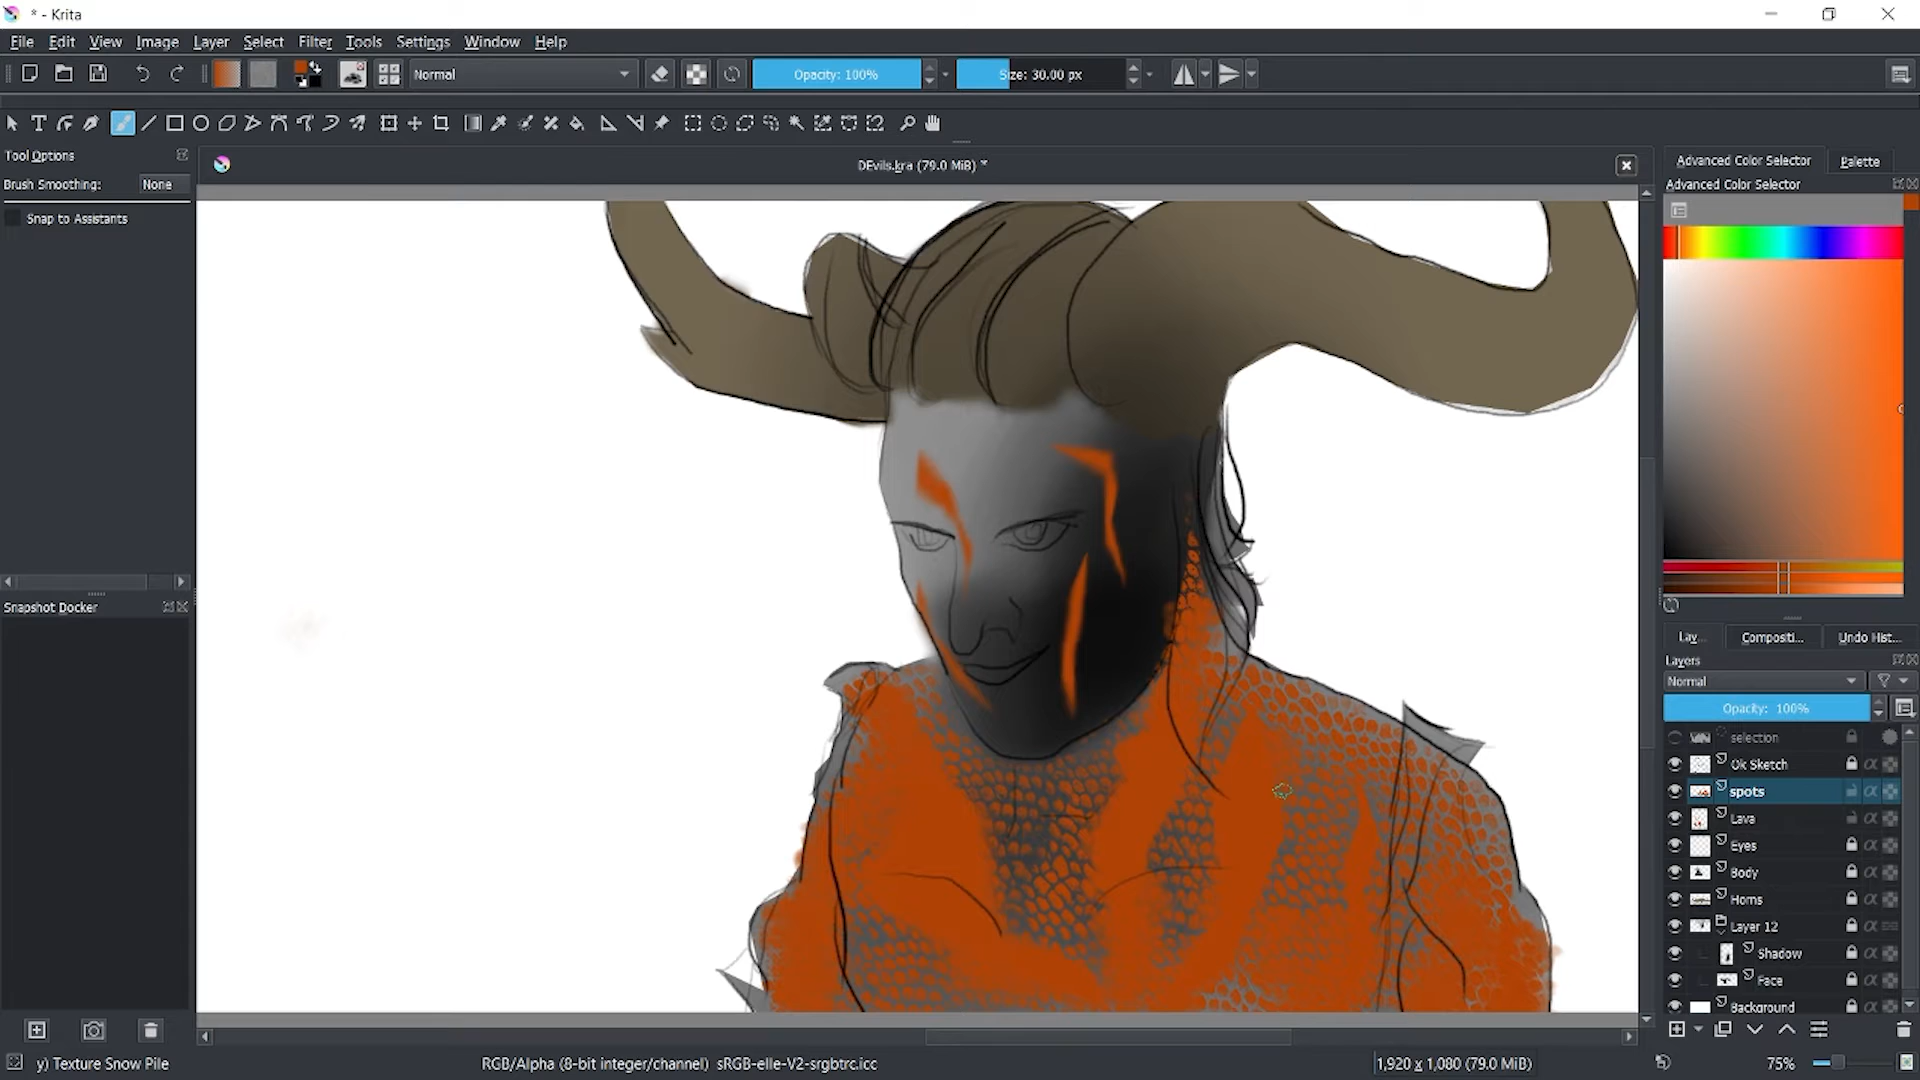 * - Krita
File Edit View Image Layer Select Filter Tools Settings Window Help
Normal Opacity: 100% Size: 30.00 px
Tool Options
Brush Smoothing: None
Snap to Assistants
Snapshot Docker
DEvils.kra (79.0 MiB) *
Advanced Color Selector Palette
Advanced Color Selector
Lay... Compositi... Undo Hist...
Layers
Normal
Opacity: 100%
selection
Ok Sketch
spots
Lava
Eyes
Body
Horns
Layer 12
Shadow
Face
Background
y) Texture Snow Pile RGB/Alpha (8-bit integer/channel) sRGB-elle-V2-srgbtrc.icc 1,920 x 1,080 (79.0 MiB) 75%